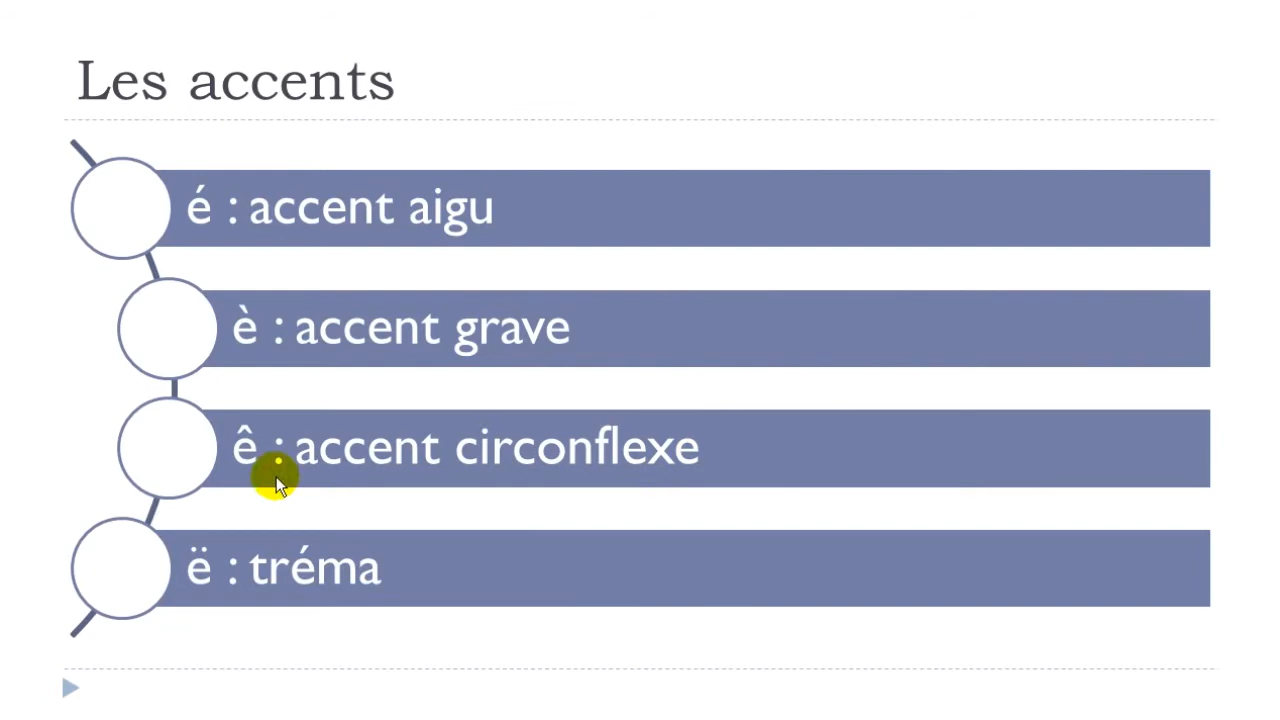 Les accents
é : accent aigu
è : accent grave
ê : accent circonflexe
ë : tréma